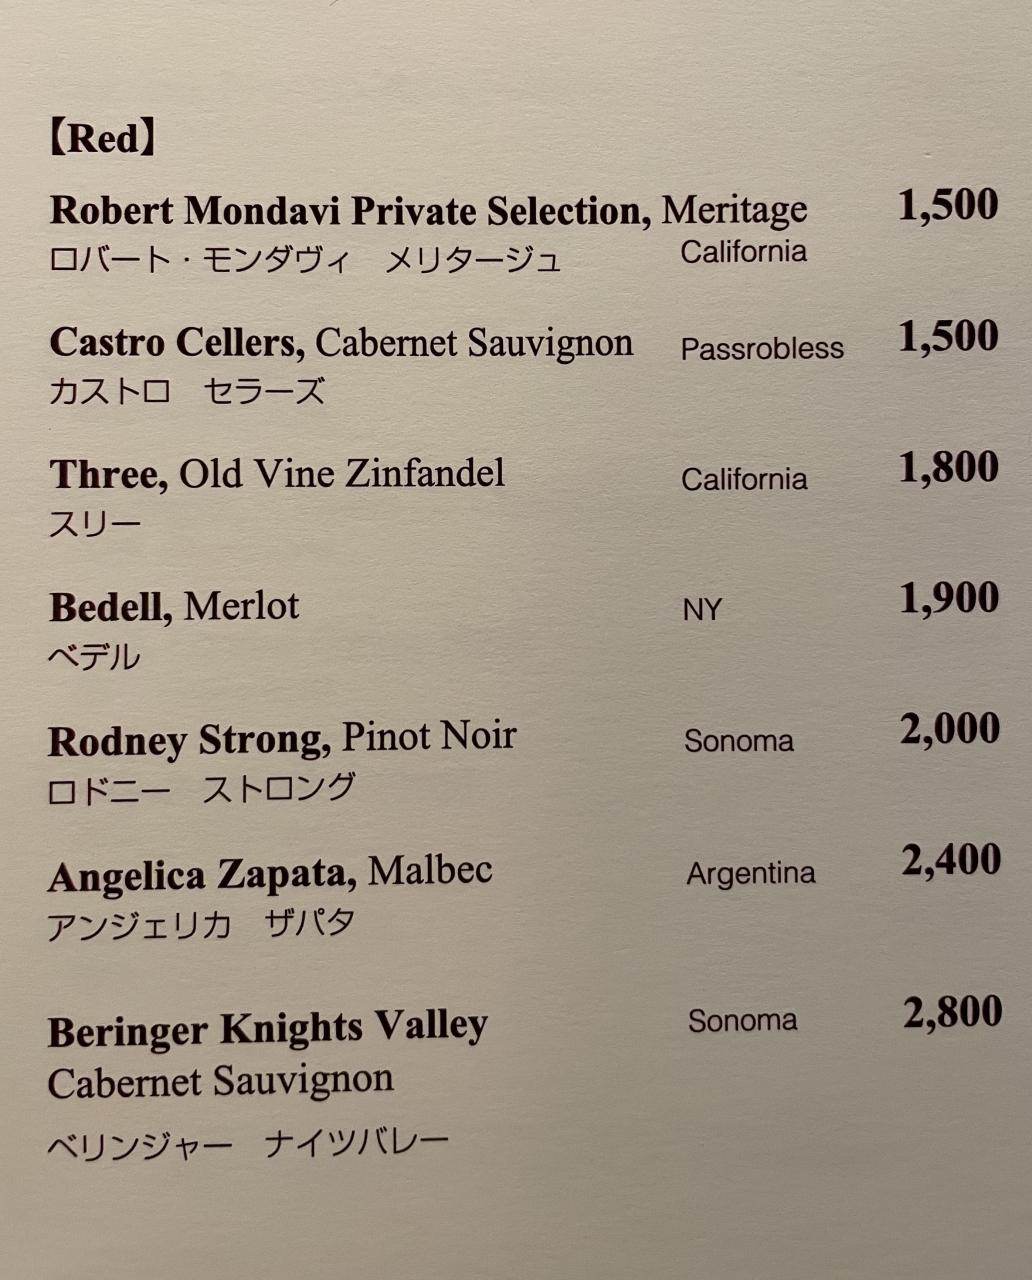 【Red】
Robert Mondavi Private Selection, Meritage 1,500
ロバート・モンダヴィ　メリタージュ California
Castro Cellers, Cabernet Sauvignon Passrobless 1,500
カストロ　セラーズ
Three, Old Vine Zinfandel California 1,800
スリー
Bedell, Merlot NY 1,900
ベデル
Rodney Strong, Pinot Noir Sonoma 2,000
ロドニー　ストロング
Angelica Zapata, Malbec Argentina 2,400
アンジェリカ　ザパタ
Beringer Knights Valley Sonoma 2,800
Cabernet Sauvignon
ベリンジャー　ナイツバレー